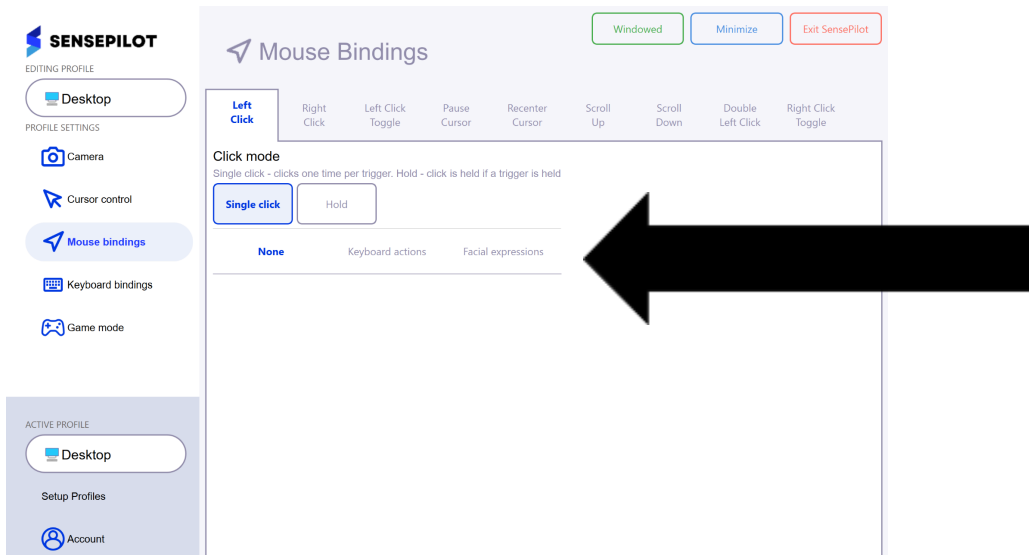 SENSEPILOT
EDITING PROFILE
Desktop
PROFILE SETTINGS
Camera
Cursor control
Mouse bindings
Keyboard bindings
Game mode
ACTIVE PROFILE
Desktop
Setup Profiles
Account
Windowed
Minimize
Exit SensePilot
Mouse Bindings
Left Click
Right Click
Left Click Toggle
Pause Cursor
Recenter Cursor
Scroll Up
Scroll Down
Double Left Click
Right Click Toggle
Click mode
Single click - clicks one time per trigger. Hold - click is held if a trigger is held
Single click
Hold
None
Keyboard actions
Facial expressions